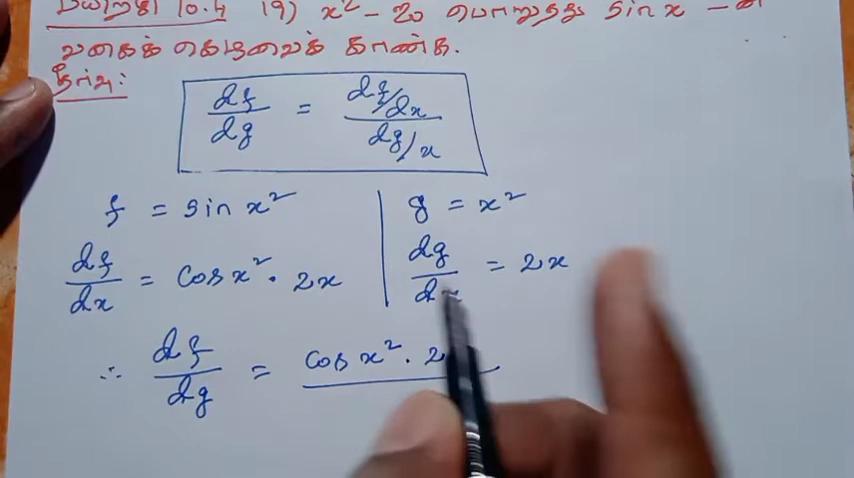 பயிற்சி 10.4 19) x² - ஐ பொறுத்து sin x² - ன்
வகைக் கெழுவைக் காண்க.
தீர்வு:
df/dg = (df/dx)/(dg/x)
f = sin x²
g = x²
df/dx = cos x² · 2x
dg/dx = 2x
∴ df/dg = cos x² · 2